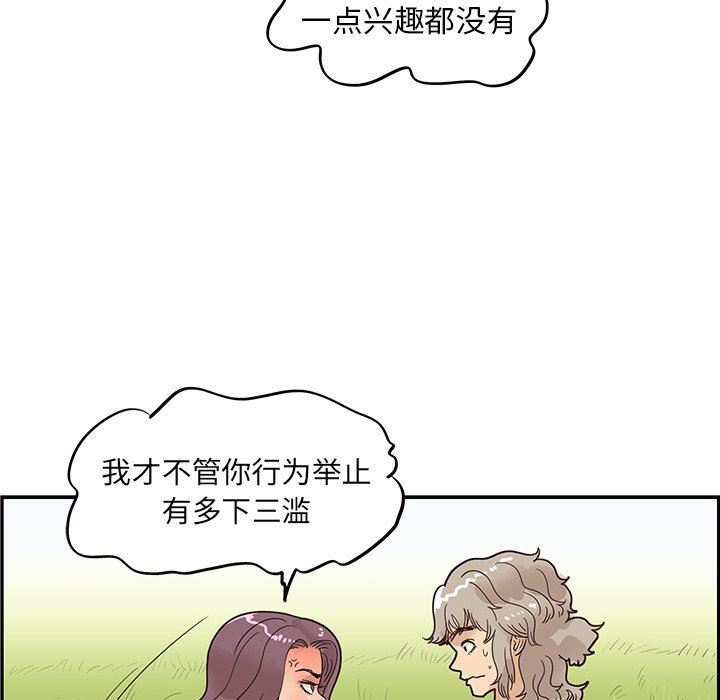 一点兴趣都没有
我才不管你行为举止
有多下三滥